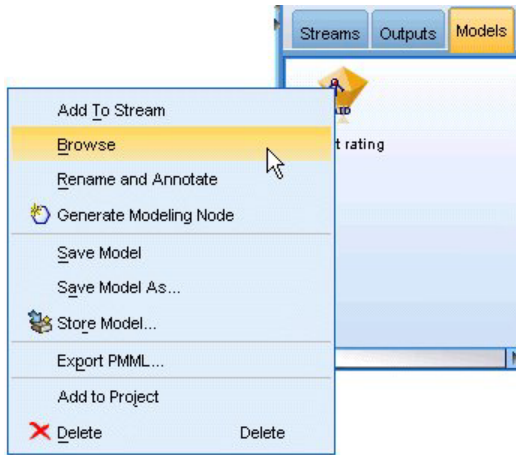 Streams Outputs Models
t rating
Add To Stream
Browse
Rename and Annotate
Generate Modeling Node
Save Model
Save Model As...
Store Model...
Export PMML...
Add to Project
Delete Delete